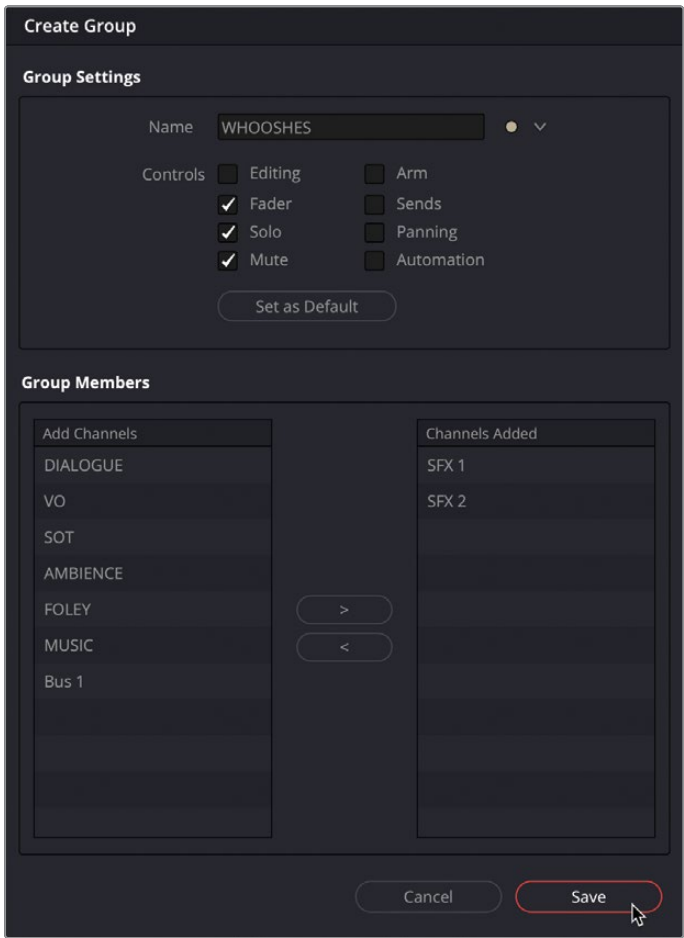 Create Group
Group Settings
Name WHOOSHES
Controls Editing Arm
Fader Sends
Solo Panning
Mute Automation
Set as Default
Group Members
Add Channels Channels Added
DIALOGUE SFX 1
VO SFX 2
SOT
AMBIENCE
FOLEY >
MUSIC <
Bus 1
Cancel Save